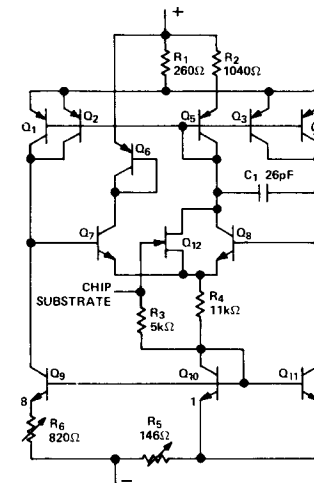 +
R1
260Ω
R2
1040Ω
Q1
Q2
Q5
Q3
Q6
C1 26pF
Q7
Q12
Q8
CHIP
SUBSTRATE
R3
5kΩ
R4
11kΩ
Q9
Q10
Q11
8
1
R6
820Ω
R5
146Ω
−